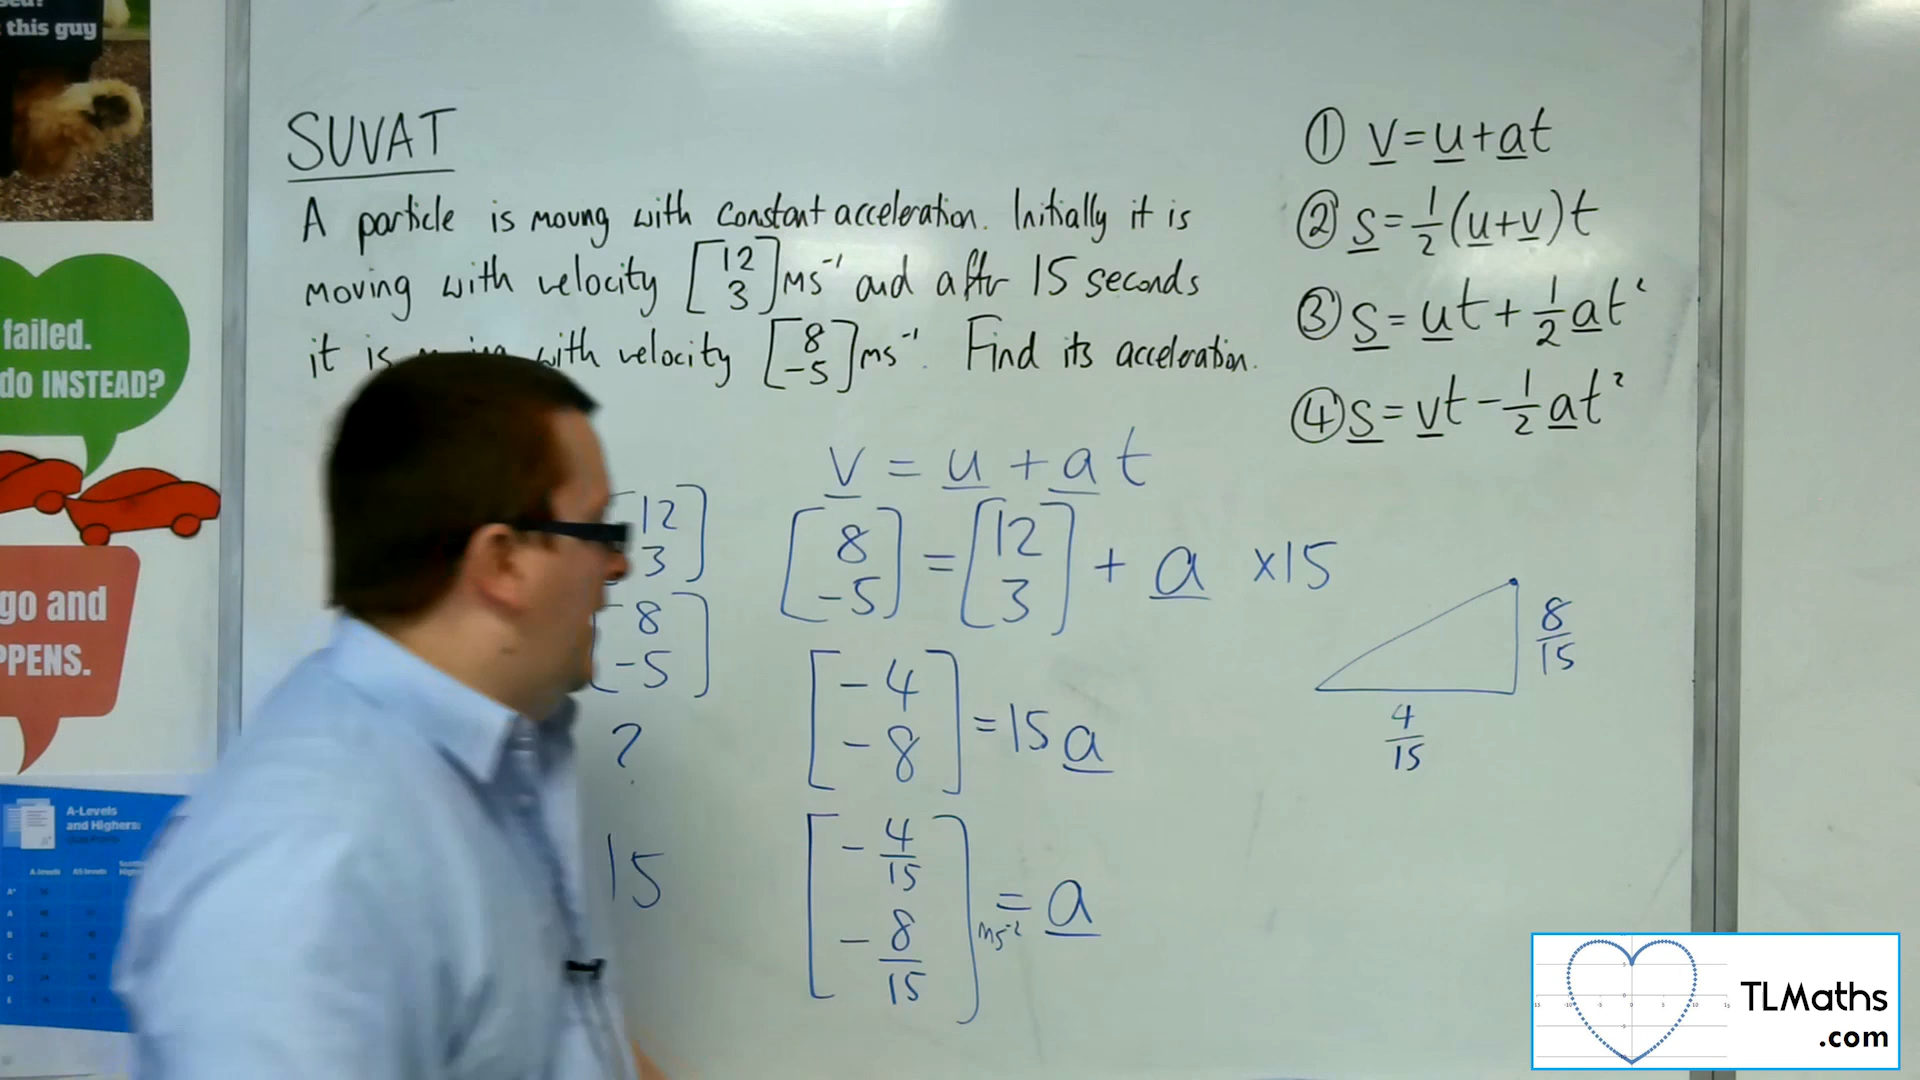 this guy
failed.
do INSTEAD?
go and
PPENS.
A-Levels
and Highers:
SUVAT
A particle is moving with constant acceleration. Initially it is
moving with velocity [12 3] ms⁻¹ and after 15 seconds
it is with velocity [8 -5] ms⁻¹. Find its acceleration.
① v = u + at
② s = 1/2 (u+v)t
③ s = ut + 1/2 at²
④ s = vt - 1/2 at²
12
3]
8
-5]
?
15
v = u + at
[8 -5] = [12 3] + a ×15
[-4 -8] = 15a
[-4/15 -8/15] ms⁻² = a
8/15
4/15
TLMaths
.com